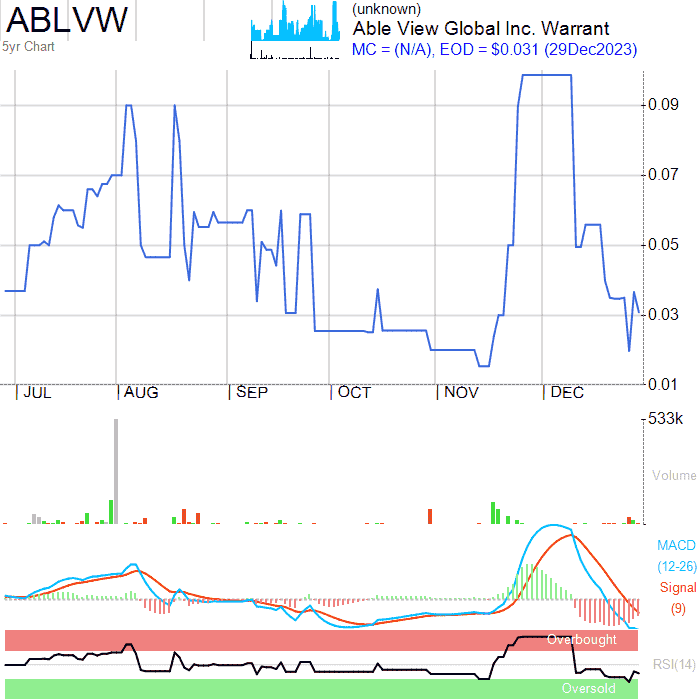 ABLVW
5yr Chart
(unknown)
Able View Global Inc. Warrant
MC = (N/A), EOD = $0.031 (29Dec2023)
0.09
0.07
0.05
0.03
0.01
JUL AUG SEP OCT NOV DEC
533k
Volume
MACD
(12-26)
Signal
(9)
Overbought
RSI(14)
Oversold